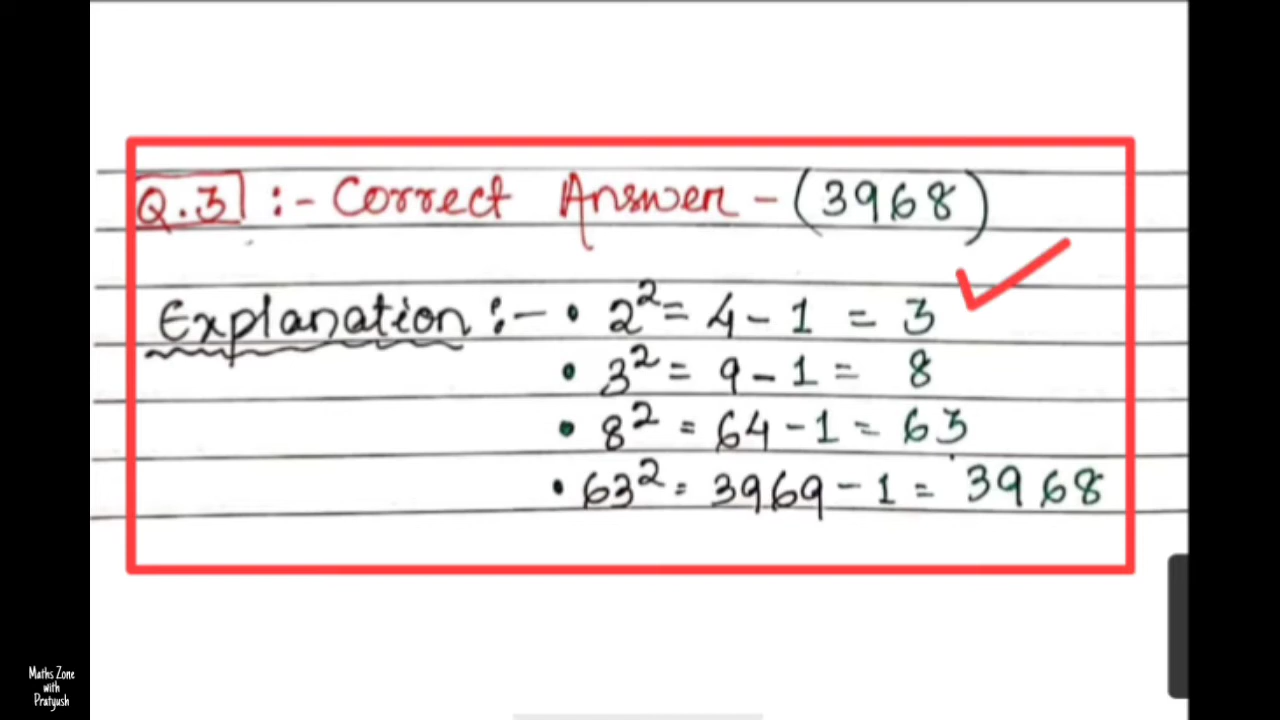 Q.3 :- Correct Answer - (3968)
Explanation :- • 2² = 4 - 1 = 3
• 3² = 9 - 1 = 8
• 8² = 64 - 1 = 63
• 63² = 3969 - 1 = 3968
Maths Zone
with
Pratyush